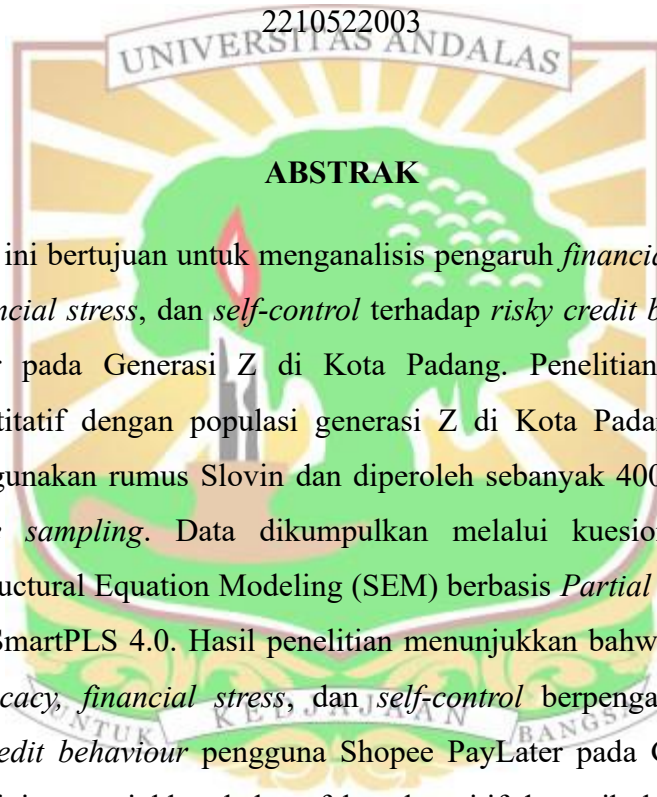 2210522003
UNIVERSITAS ANDALAS
ABSTRAK
ini bertujuan untuk menganalisis pengaruh financial
ncial stress, dan self-control terhadap risky credit b
pada Generasi Z di Kota Padang. Penelitian
titatif dengan populasi generasi Z di Kota Pada
gunakan rumus Slovin dan diperoleh sebanyak 400
sampling. Data dikumpulkan melalui kuesion
uctural Equation Modeling (SEM) berbasis Partial
SmartPLS 4.0. Hasil penelitian menunjukkan bahw
cacy, financial stress, dan self-control berpenga
edit behaviour pengguna Shopee PayLater pada G
UNTUK KEDJAJAAN BANGSA